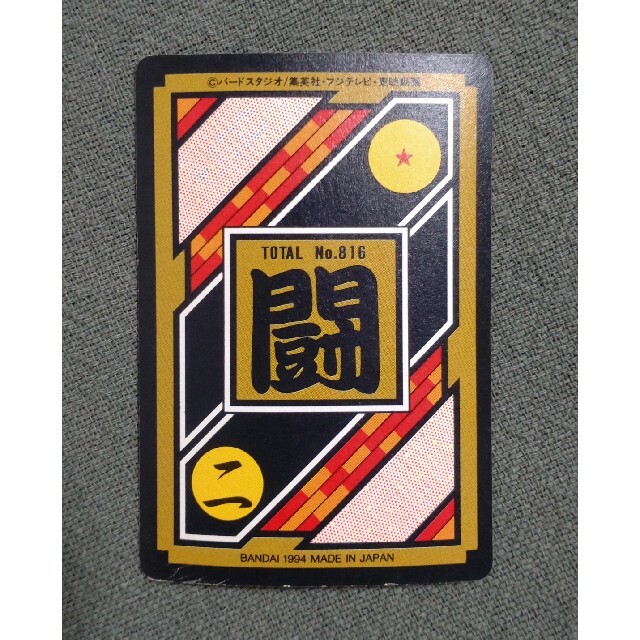 ©バードスタジオ/集英社・フジテレビ・東映動画
TOTAL No.816
闘
二
BANDAI 1994 MADE IN JAPAN